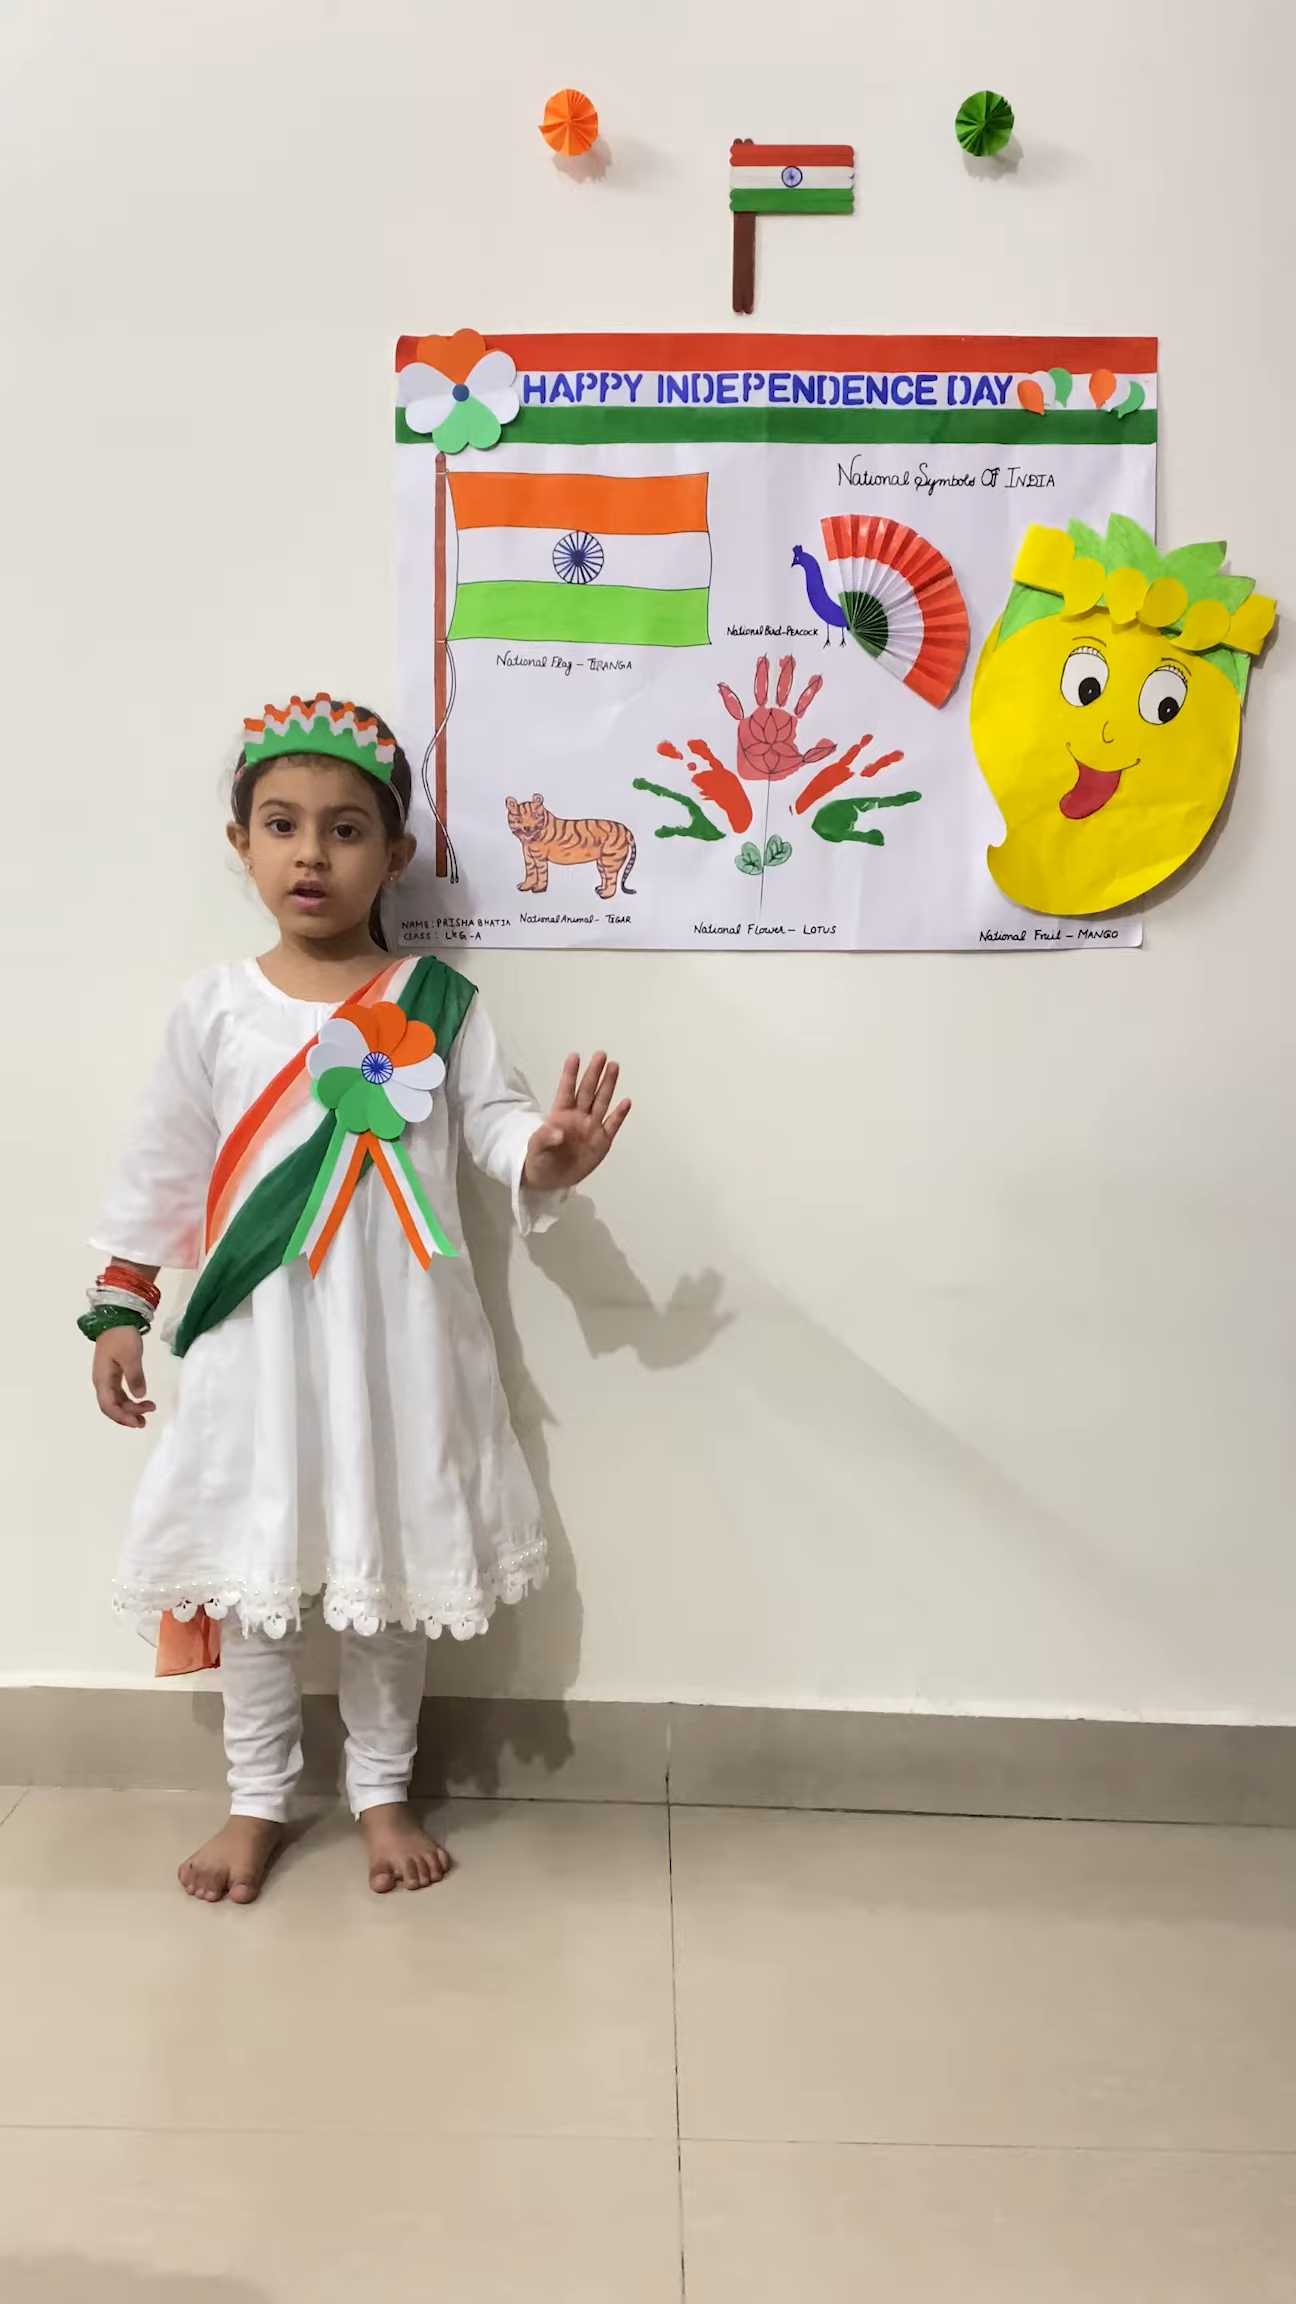 HAPPY INDEPENDENCE DAY
National Symbols Of INDIA
National Bird-PEACOCK
National Flag - TIRANGA
NAME: PRISHA BHATIA
CLASS: LKG-A
National Animal- TIGAR
National Flower- LOTUS
National Fruit - MANGO